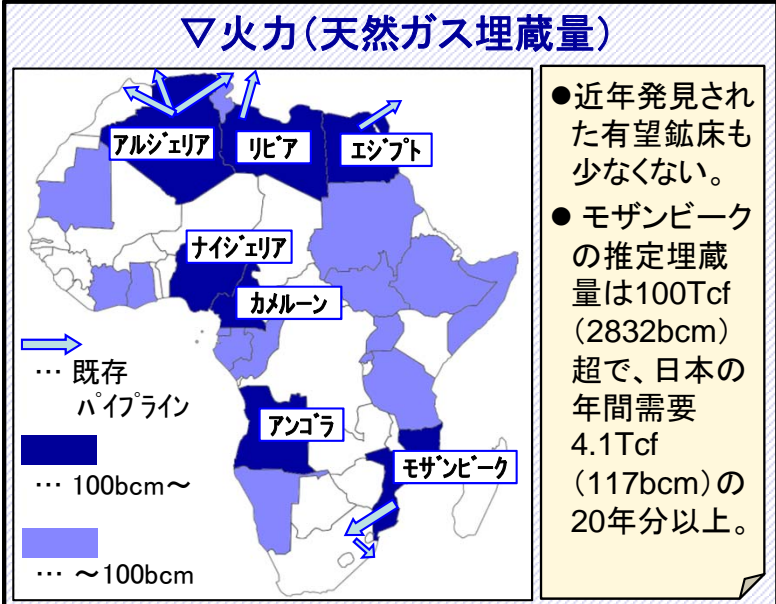 ▽火力(天然ガス埋蔵量)
アルジェリア
リビア
エジプト
ナイジェリア
カメルーン
アンゴラ
モザンビーク
… 既存
パイプライン
… 100bcm~
… ~100bcm
●近年発見され
た有望鉱床も
少なくない。
● モザンビーク
の推定埋蔵
量は100Tcf
(2832bcm)
超で、日本の
年間需要
4.1Tcf
(117bcm)の
20年分以上。